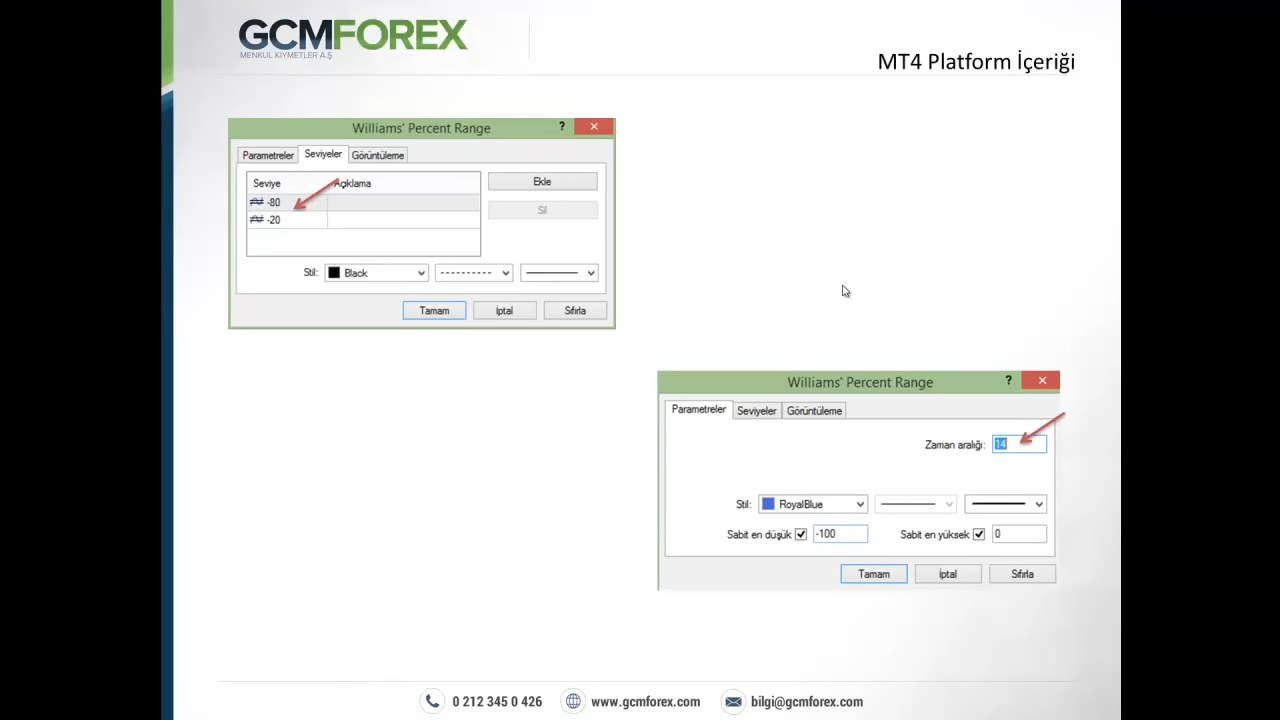 GCMFOREX
MENKUL KIYMETLER A.Ş
MT4 Platform İçeriği
Williams' Percent Range
?
Parametreler Seviyeler Görüntüleme
Seviye Açıklama
-80
-20
Ekle
Sil
Stil: Black
Tamam İptal Sıfırla
Williams' Percent Range
?
Parametreler Seviyeler Görüntüleme
Zaman aralığı: 14
Stil: RoyalBlue
Sabit en düşük -100 Sabit en yüksek 0
Tamam İptal Sıfırla
0 212 345 0 426 www.gcmforex.com bilgi@gcmforex.com